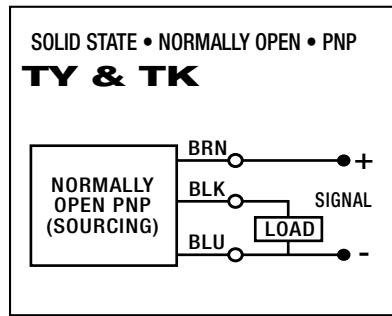 SOLID STATE • NORMALLY OPEN • PNP
TY & TK
BRN
+
NORMALLY
OPEN PNP
(SOURCING)
BLK
SIGNAL
LOAD
BLU
-